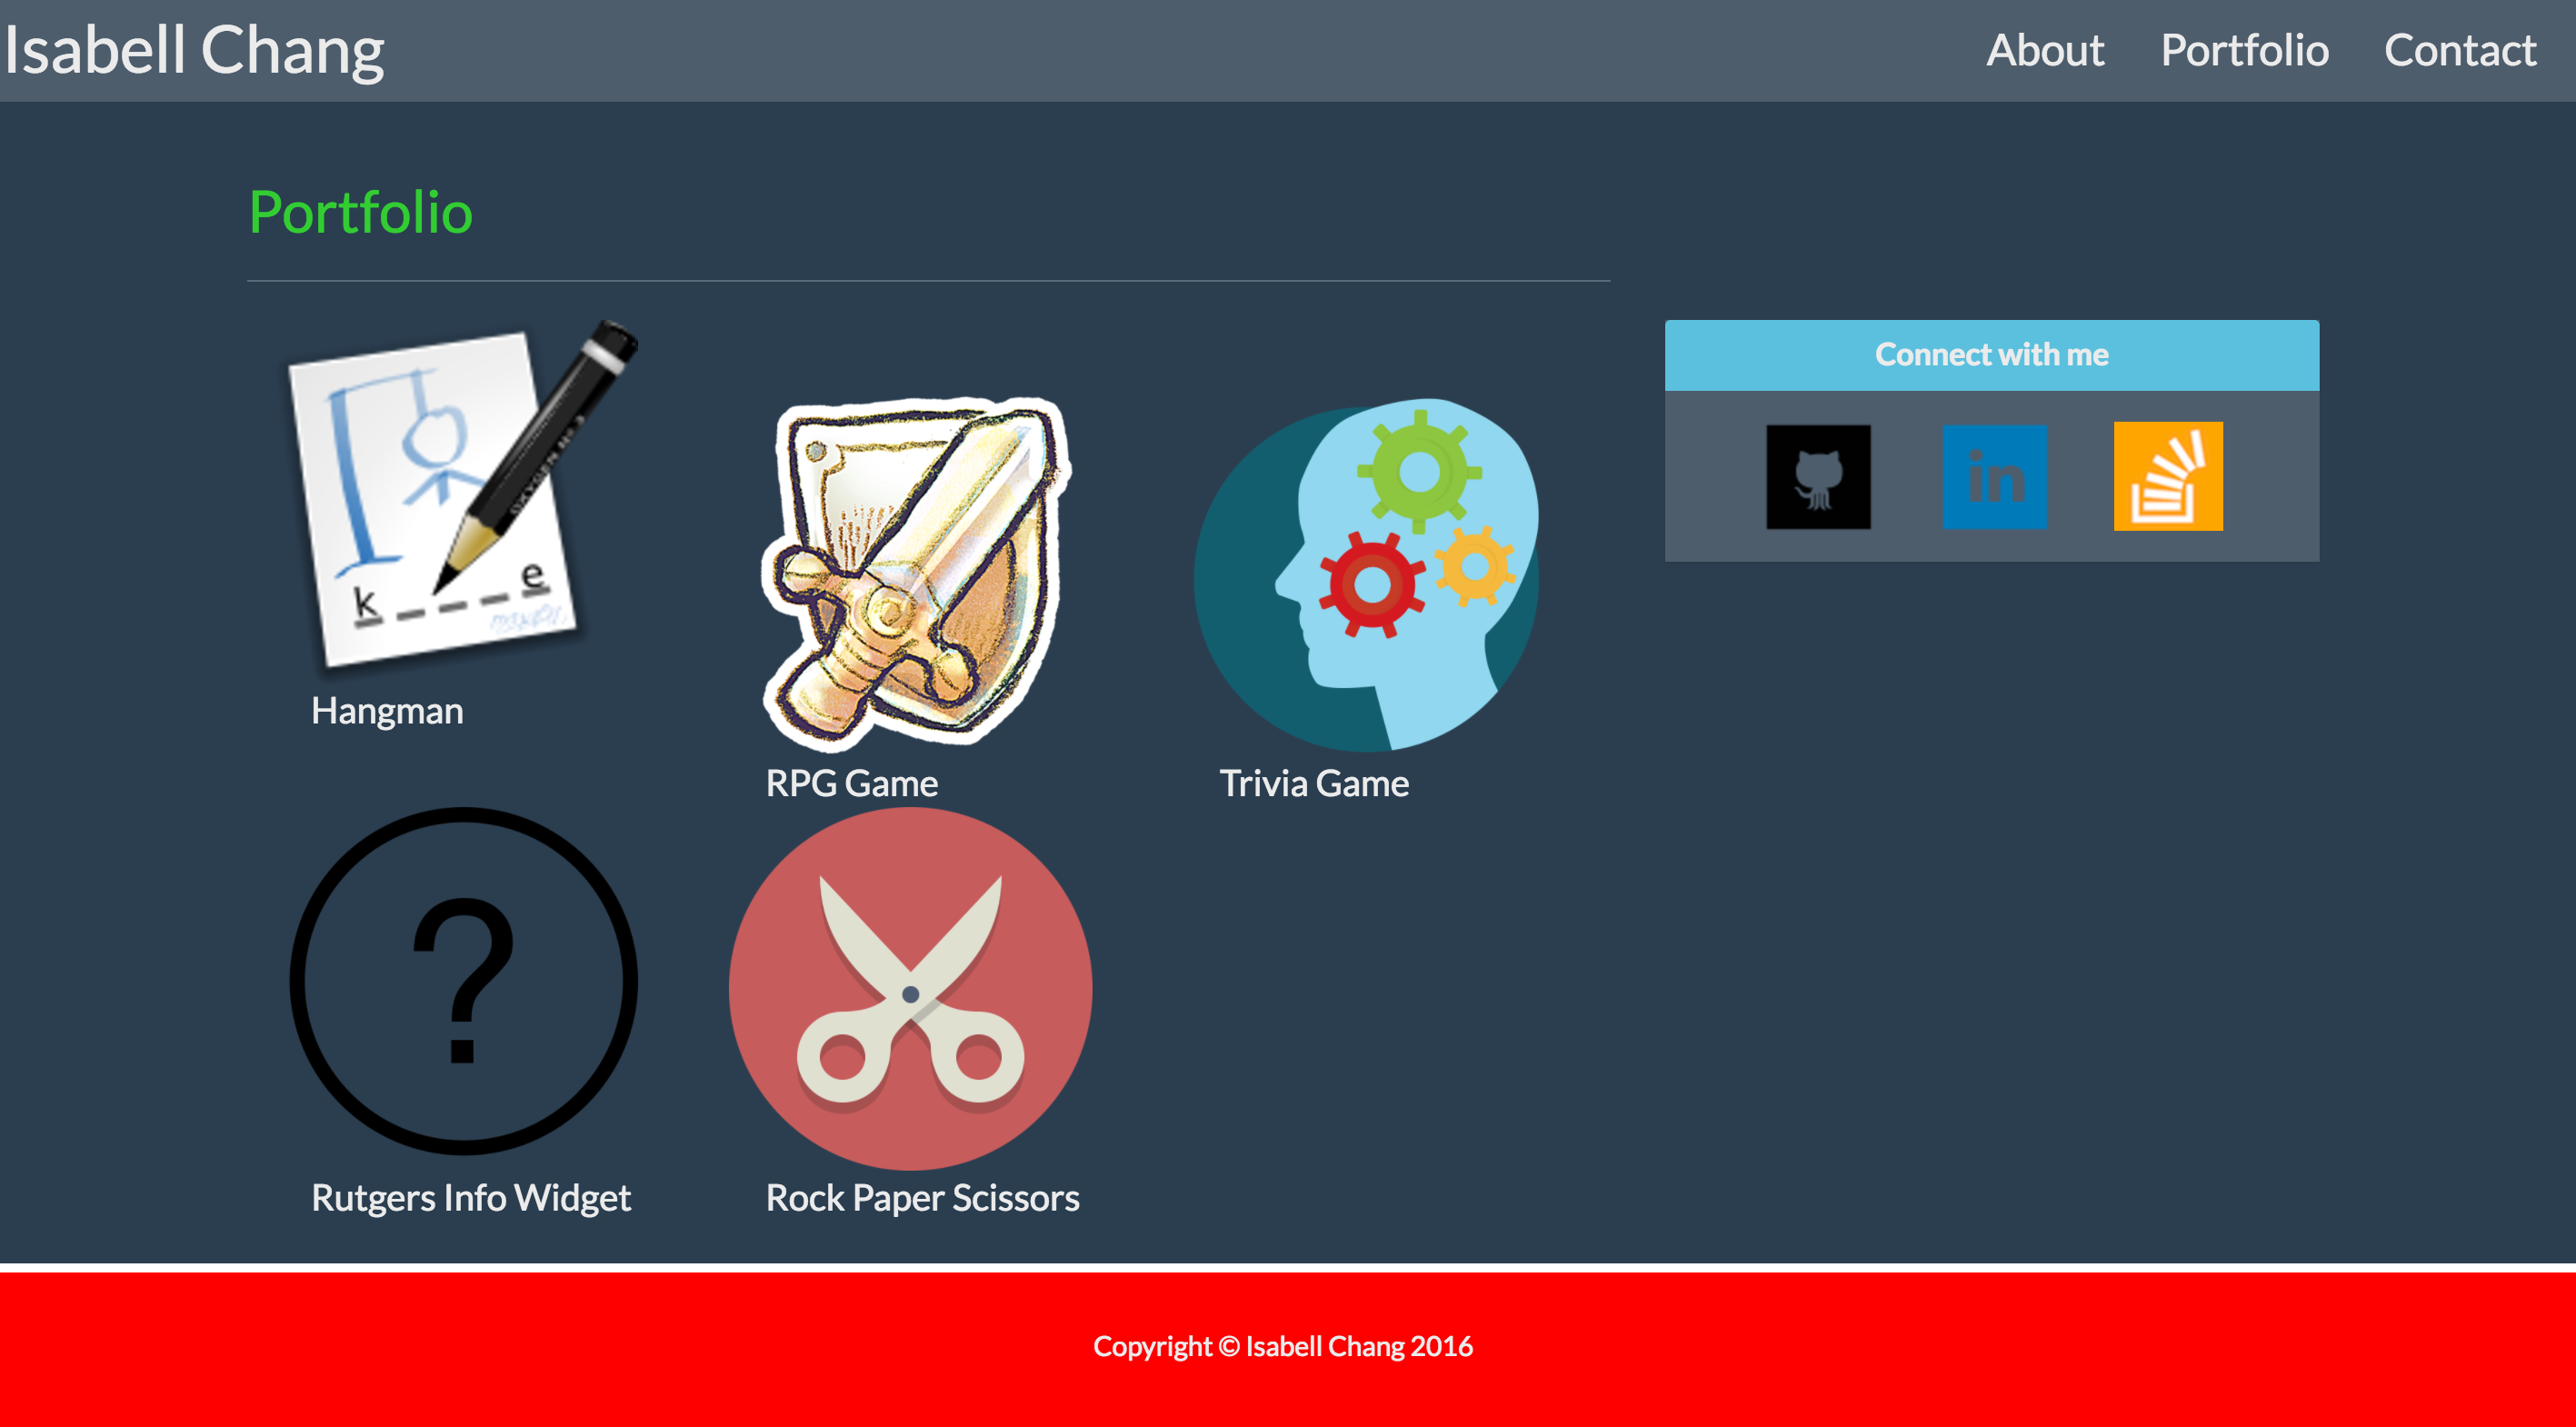 Isabell Chang
About Portfolio Contact
Portfolio
Connect with me
in
k e
Hangman
RPG Game
Trivia Game
?
Rutgers Info Widget
Rock Paper Scissors
Copyright © Isabell Chang 2016